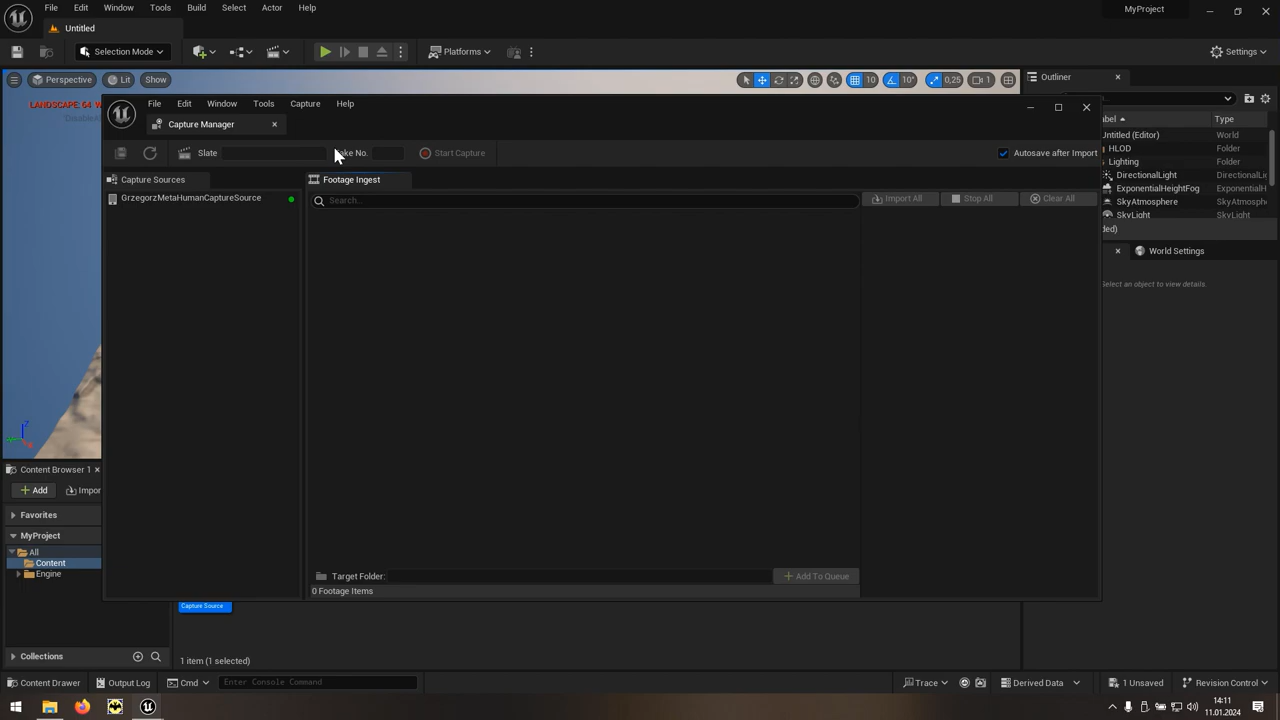 File Edit Window Tools Build Select Actor Help
MyProject
Untitled
Selection Mode
Platforms
Settings
Perspective Lit Show
10 10° 0,25 1
Outliner
LANDSCAPE: 64
File Edit Window Tools Capture Help
Capture Manager
Slate
No.
Start Capture
Autosave after Import
Capture Sources
Footage Ingest
GrzegorzMetaHumanCaptureSource
Search...
Import All
Stop All
Clear All
Type
Untitled (Editor) World
HLOD Folder
Lighting Folder
DirectionalLight
ExponentialHeightFog
SkyAtmosphere
SkyLight
World Settings
Select an object to view details.
Content Browser 1
Add
Impor
Favorites
MyProject
All
Content
Engine
Target Folder:
Add To Queue
0 Footage Items
Capture Source
Collections
1 item (1 selected)
Content Drawer
Output Log
Cmd
Enter Console Command
Trace
Derived Data
1 Unsaved
Revision Control
14:11
11.01.2024